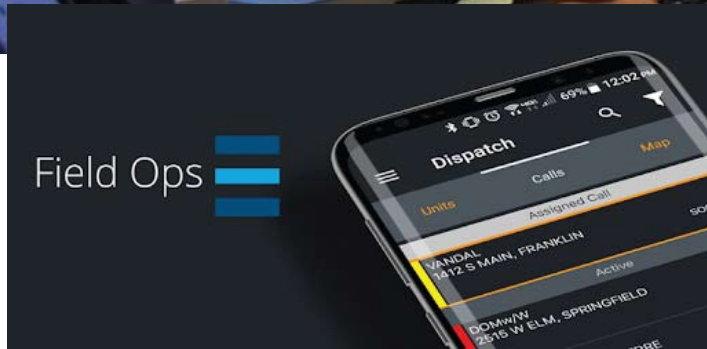 Field Ops
69% 12:02 PM
Dispatch
Units
Calls
Map
Assigned Call
VANDAL
1412 S MAIN, FRANKLIN
Active
DOMw/W
2515 W ELM, SPRINGFIELD